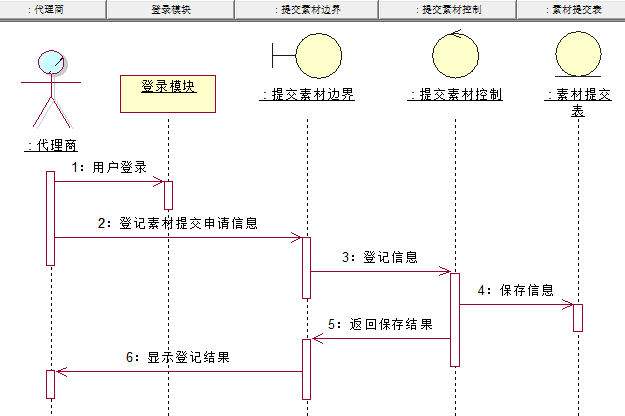 : 代理商
登录模块
: 提交素材边界
: 提交素材控制
: 素材提交表
登录模块
: 提交素材边界
: 提交素材控制
: 素材提交
表
: 代理商
1: 用户登录
2: 登记素材提交申请信息
3: 登记信息
4: 保存信息
5: 返回保存结果
6: 显示登记结果